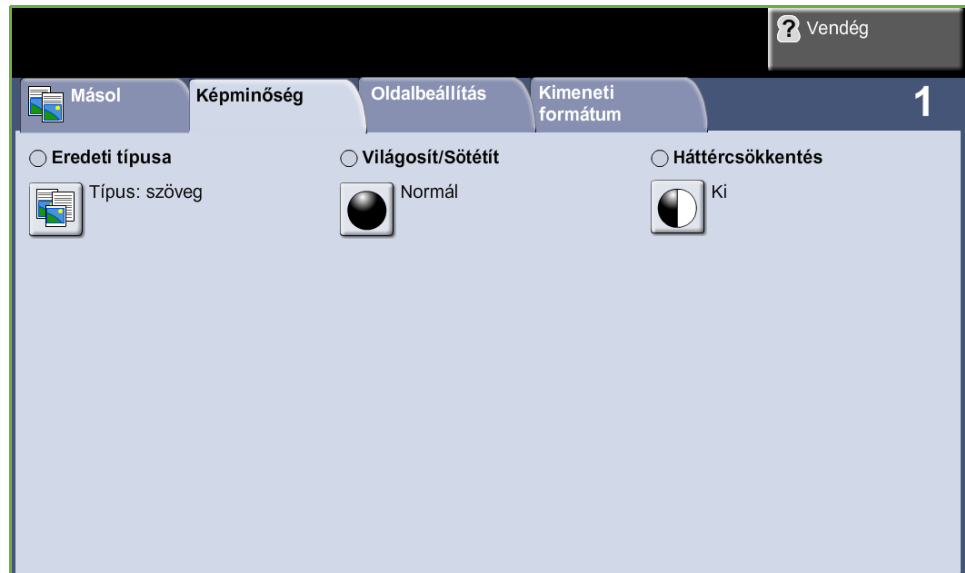 ? Vendég
Másol
Képminőség
Oldalbeállítás
Kimeneti
formátum
1
Eredeti típusa
Típus: szöveg
Világosít/Sötétít
Normál
Háttércsökkentés
Ki